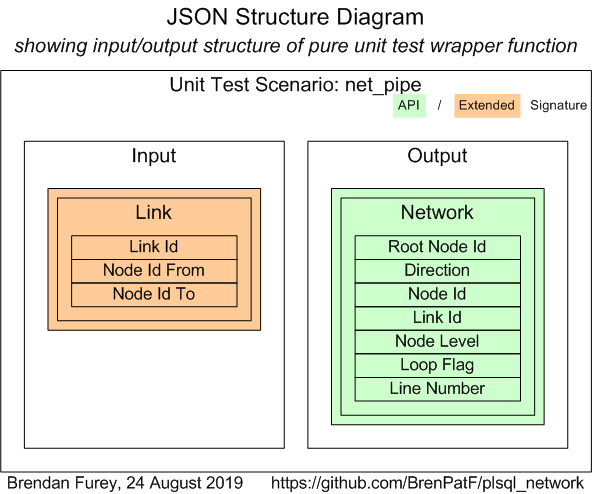 JSON Structure Diagram
showing input/output structure of pure unit test wrapper function
Unit Test Scenario: net_pipe
API / Extended Signature
Input
Link
Link Id
Node Id From
Node Id To
Output
Network
Root Node Id
Direction
Node Id
Link Id
Node Level
Loop Flag
Line Number
Brendan Furey, 24 August 2019 https://github.com/BrenPatF/plsql_network